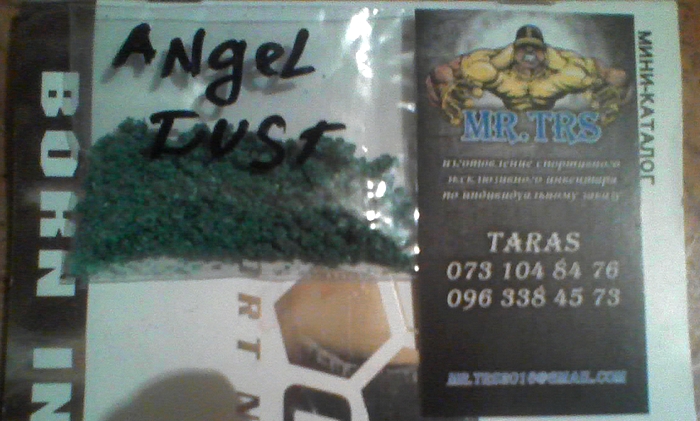 ANgeL
DUST
BORN IN
МИНИ-КАТАЛОГ
MR.TRS
изготовление спортивного
эксклюзивного инвентаря
по индивидуальному заказу
TARAS
073 104 84 76
096 338 45 73